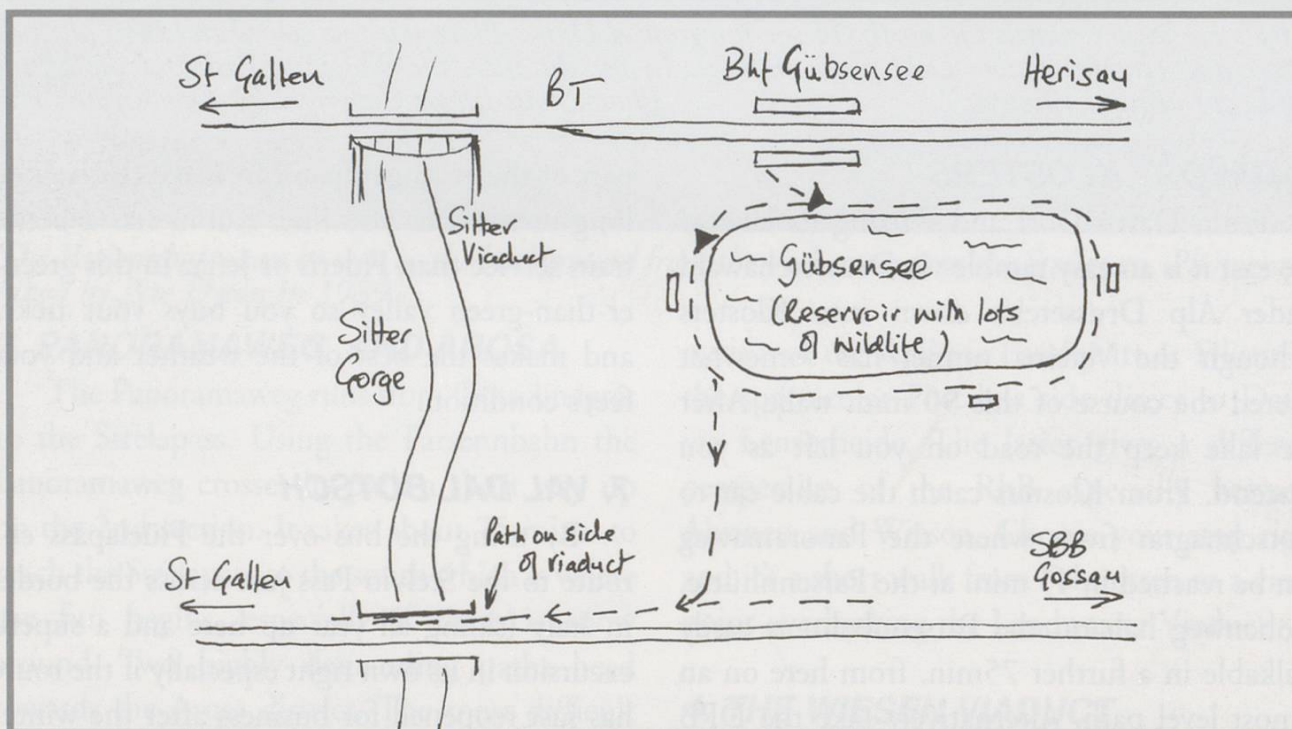 St Gallen
BT
Bhf Gübsensee
Herisau
Sitter
Viaduct
Gübsensee
(Reservoir with lots
of wildlife)
Sitter
Gorge
Path on side
of viaduct
St Gallen
SBB
Gossau